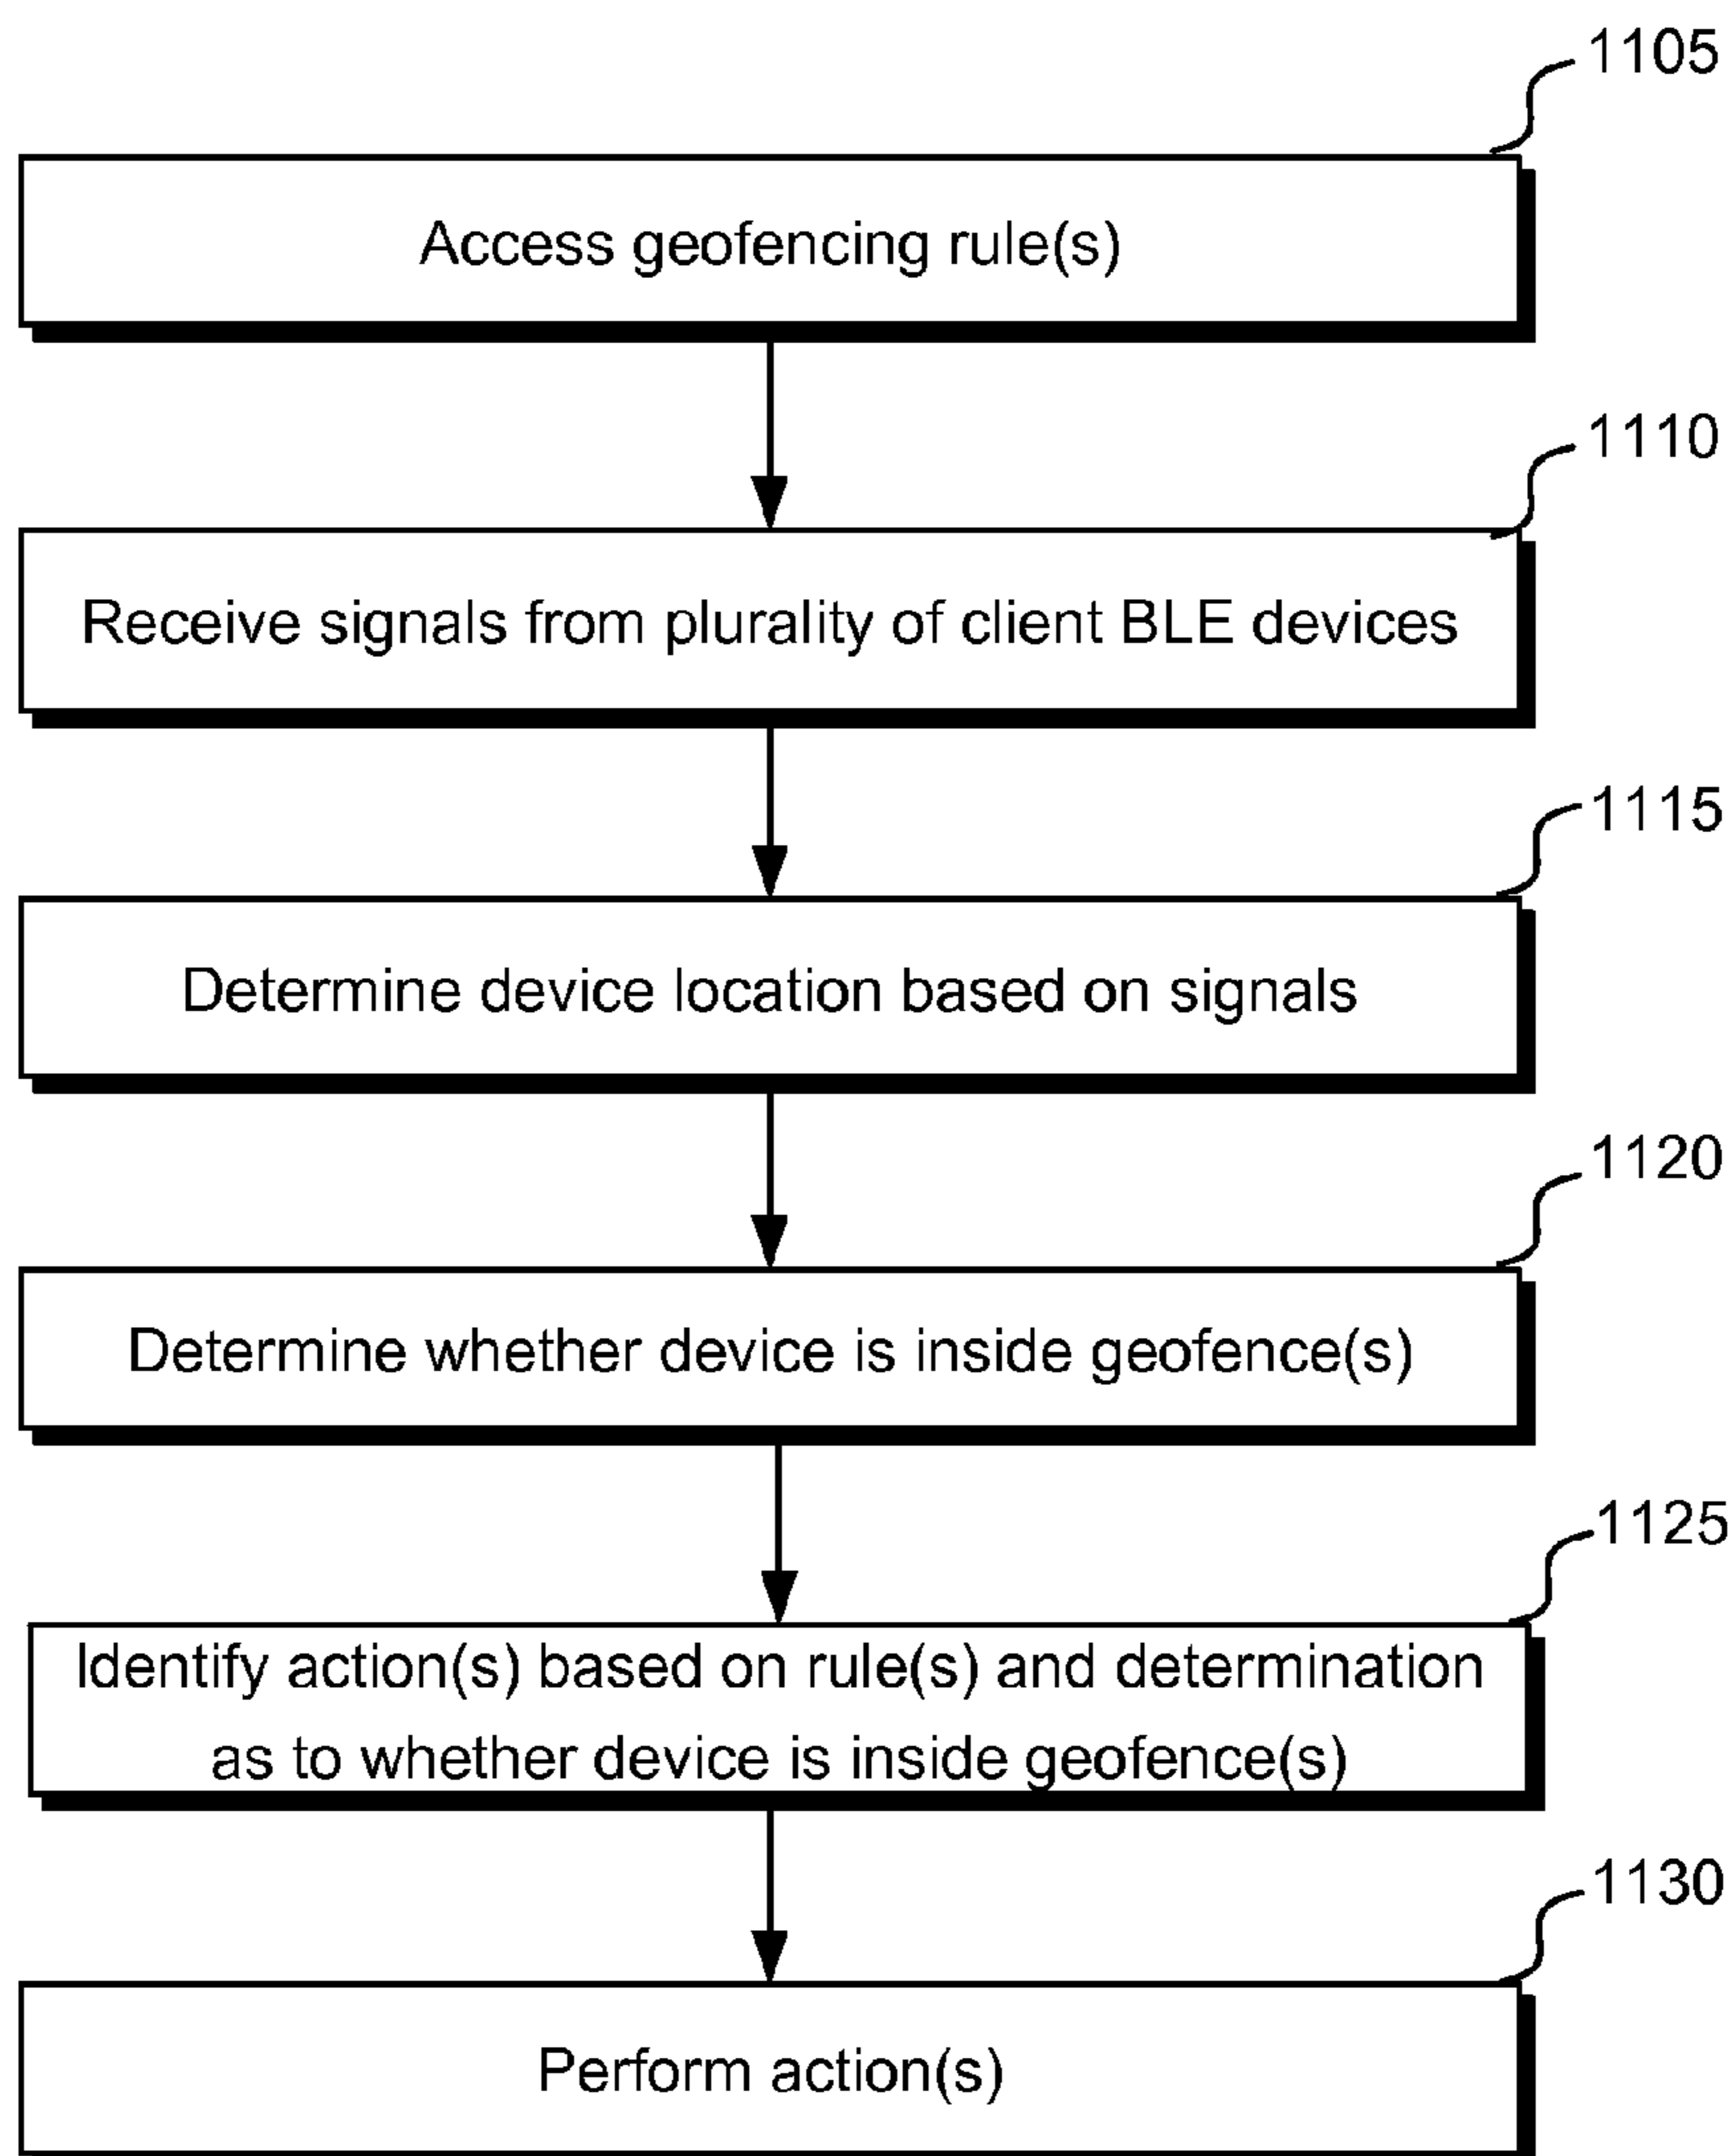 1105
Access geofencing rule(s)
1110
Receive signals from plurality of client BLE devices
1115
Determine device location based on signals
1120
Determine whether device is inside geofence(s)
1125
Identify action(s) based on rule(s) and determination
as to whether device is inside geofence(s)
1130
Perform action(s)